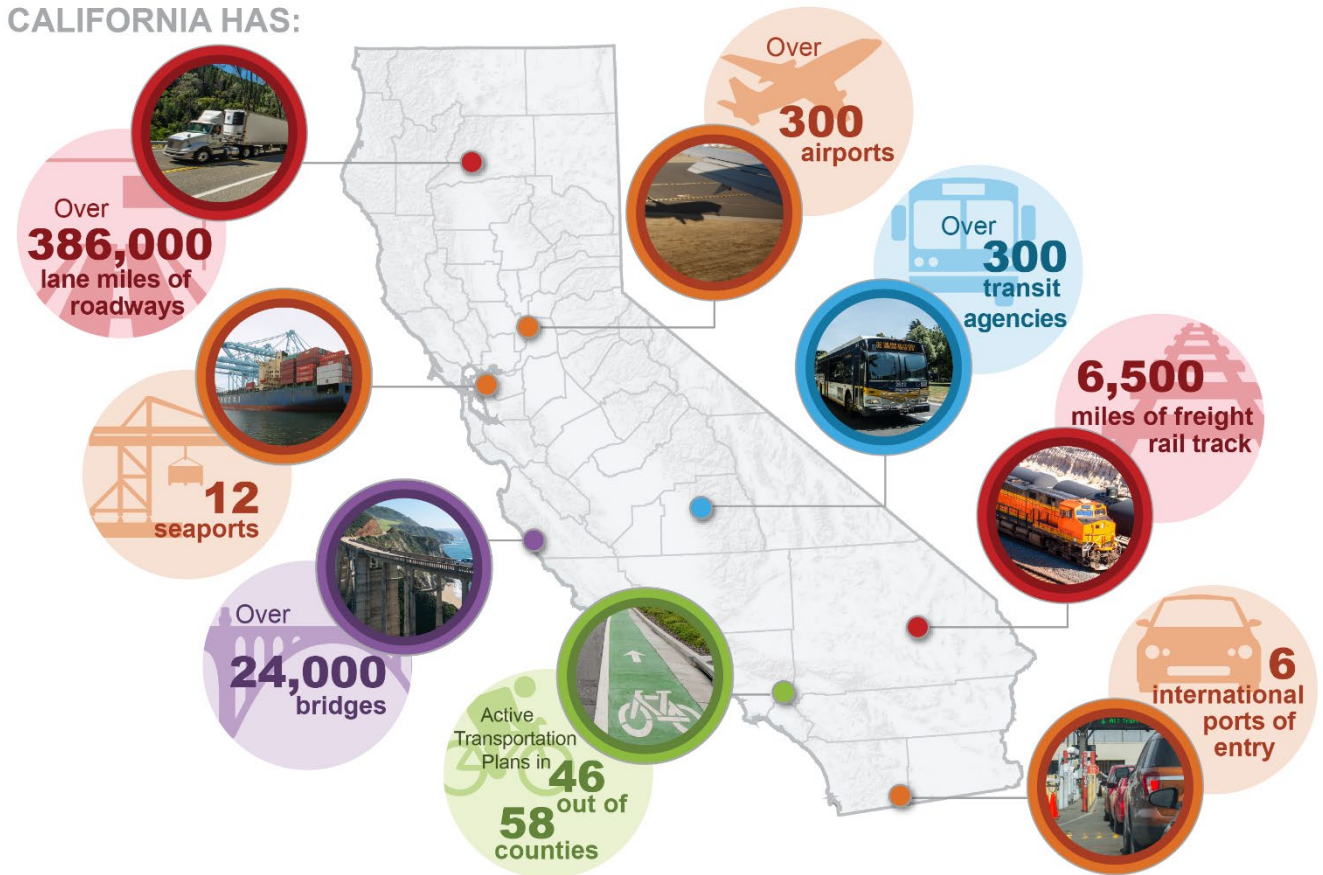 CALIFORNIA HAS:
Over
300
airports
Over
386,000
lane miles of
roadways
Over
300
transit
agencies
6,500
miles of freight
rail track
12
seaports
Over
24,000
bridges
Active
Transportation
Plans in 46
out of
58
counties
6
international
ports of
entry